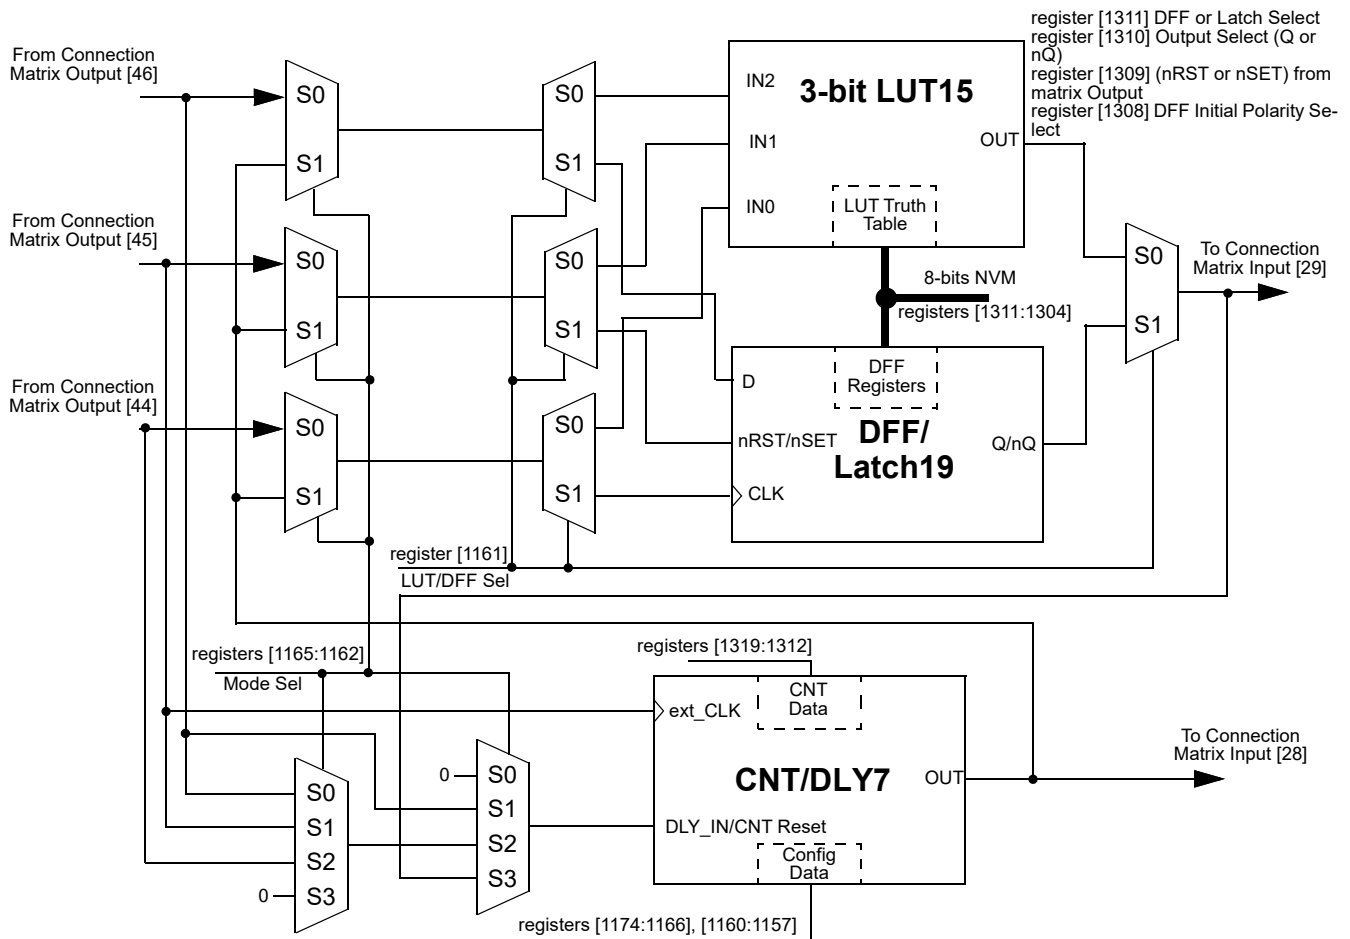 register [1311] DFF or Latch Select
register [1310] Output Select (Q or
nQ)
register [1309] (nRST or nSET) from
matrix Output
register [1308] DFF Initial Polarity Se-
lect
From Connection
Matrix Output [46]
S0
S1
S0
S1
IN2
IN1
IN0
3-bit LUT15
OUT
LUT Truth
Table
From Connection
Matrix Output [45]
S0
S1
S0
S1
8-bits NVM
registers [1311:1304]
S0
S1
To Connection
Matrix Input [29]
From Connection
Matrix Output [44]
S0
S1
S0
S1
D
nRST/nSET
CLK
DFF
Registers
DFF/
Latch19
Q/nQ
register [1161]
LUT/DFF Sel
registers [1165:1162]
Mode Sel
registers [1319:1312]
ext_CLK
CNT
Data
CNT/DLY7
OUT
To Connection
Matrix Input [28]
DLY_IN/CNT Reset
Config
Data
0
S0
S1
S2
S3
S0
S1
S2
0
S3
registers [1174:1166], [1160:1157]